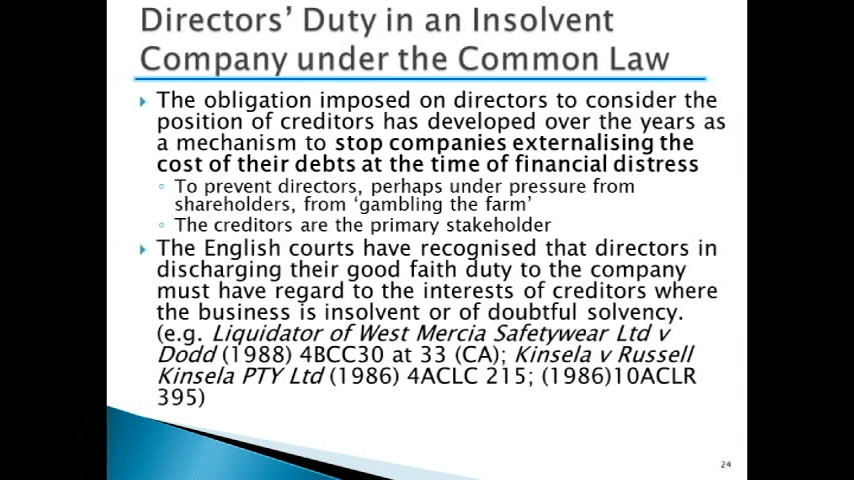 Directors’ Duty in an Insolvent
Company under the Common Law
The obligation imposed on directors to consider the
position of creditors has developed over the years as
a mechanism to stop companies externalising the
cost of their debts at the time of financial distress
To prevent directors, perhaps under pressure from
shareholders, from ‘gambling the farm’
The creditors are the primary stakeholder
The English courts have recognised that directors in
discharging their good faith duty to the company
must have regard to the interests of creditors where
the business is insolvent or of doubtful solvency.
(e.g. Liquidator of West Mercia Safetywear Ltd v
Dodd (1988) 4BCC30 at 33 (CA); Kinsela v Russell
Kinsela PTY Ltd (1986) 4ACLC 215; (1986)10ACLR
395)
24